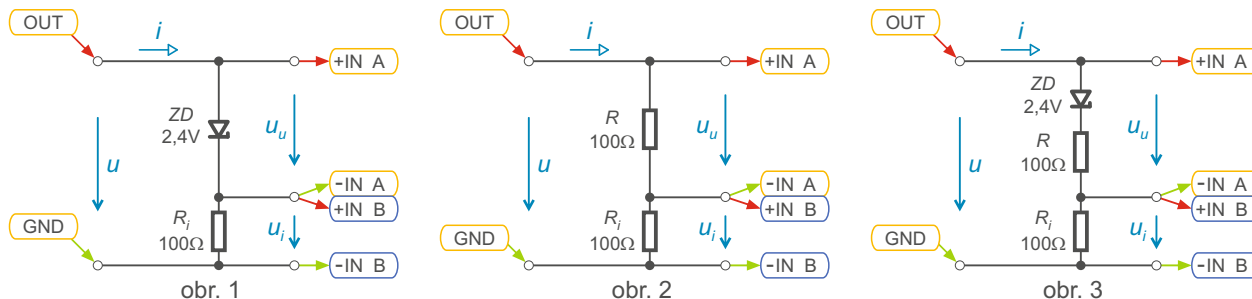 OUT
i
+IN A
ZD
2,4V
u
u_u
-IN A
+IN B
GND
R_i
100Ω
u_i
-IN B
obr. 1
OUT
i
+IN A
R
100Ω
u
u_u
-IN A
+IN B
GND
R_i
100Ω
u_i
-IN B
obr. 2
OUT
i
+IN A
ZD
2,4V
R
100Ω
u
u_u
-IN A
+IN B
GND
R_i
100Ω
u_i
-IN B
obr. 3